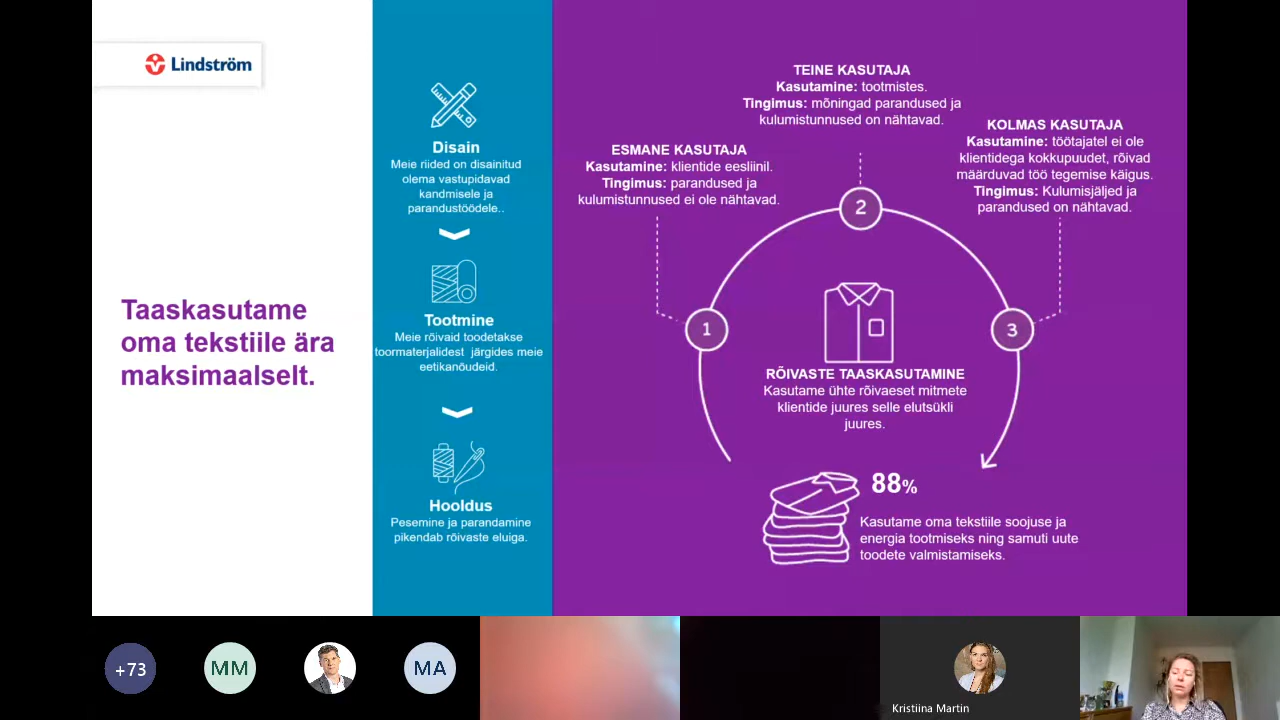 Lindström
Taaskasutame
oma tekstiile ära
maksimaalselt.
Disain
Meie riided on disainitud
olema vastupidavad
kandmisele ja
parandustöödele..
Tootmine
Meie rõivaid toodetakse
toormaterjalidest järgides meie
eetikanõudeid.
Hooldus
Pesemine ja parandamine
pikendab rõivaste eluiga.
ESMANE KASUTAJA
Kasutamine: klientide eesliinil.
Tingimus: parandused ja
kulumistunnused ei ole nähtavad.
TEINE KASUTAJA
Kasutamine: tootmistes.
Tingimus: mõningad parandused ja
kulumistunnused on nähtavad.
KOLMAS KASUTAJA
Kasutamine: töötajatel ei ole
klientidega kokkupuudet, rõivad
määrduvad töö tegemise käigus.
Tingimus: Kulumisjäljed ja
parandused on nähtavad.
1
2
3
RÕIVASTE TAASKASUTAMINE
Kasutame ühte rõivaeset mitmete
klientide juures selle elutsükli
juures.
88%
Kasutame oma tekstiile soojuse ja
energia tootmiseks ning samuti uute
toodete valmistamiseks.
+73
MM
MA
Kristiina Martin